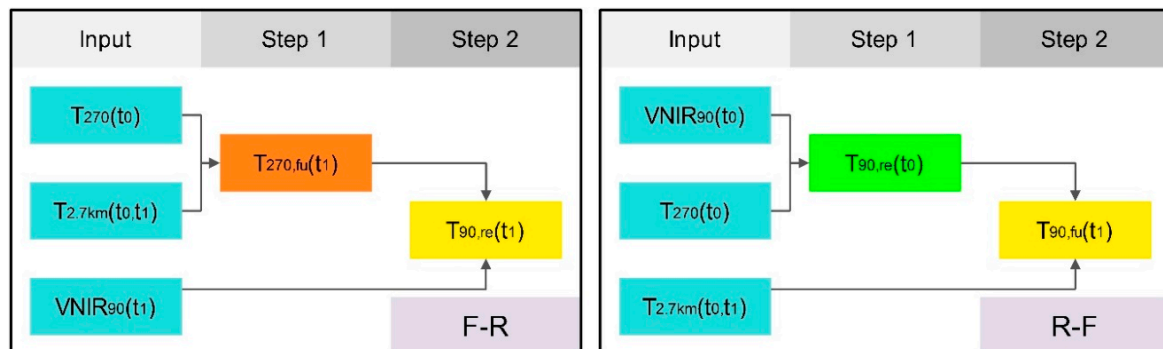 Input Step 1 Step 2
T270(t0)
T270,fu(t1)
T2.7km(t0,t1)
T90,re(t1)
VNIR90(t1)
F-R
Input Step 1 Step 2
VNIR90(t0)
T90,re(t0)
T270(t0)
T90,fu(t1)
T2.7km(t0,t1)
R-F